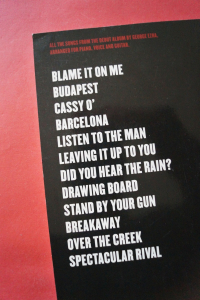 ALL THE SONGS FROM THE DEBUT ALBUM BY GEORGE EZRA,
ARRANGED FOR PIANO, VOICE AND GUITAR.
BLAME IT ON ME
BUDAPEST
CASSY O'
BARCELONA
LISTEN TO THE MAN
LEAVING IT UP TO YOU
DID YOU HEAR THE RAIN?
DRAWING BOARD
STAND BY YOUR GUN
BREAKAWAY
OVER THE CREEK
SPECTACULAR RIVAL